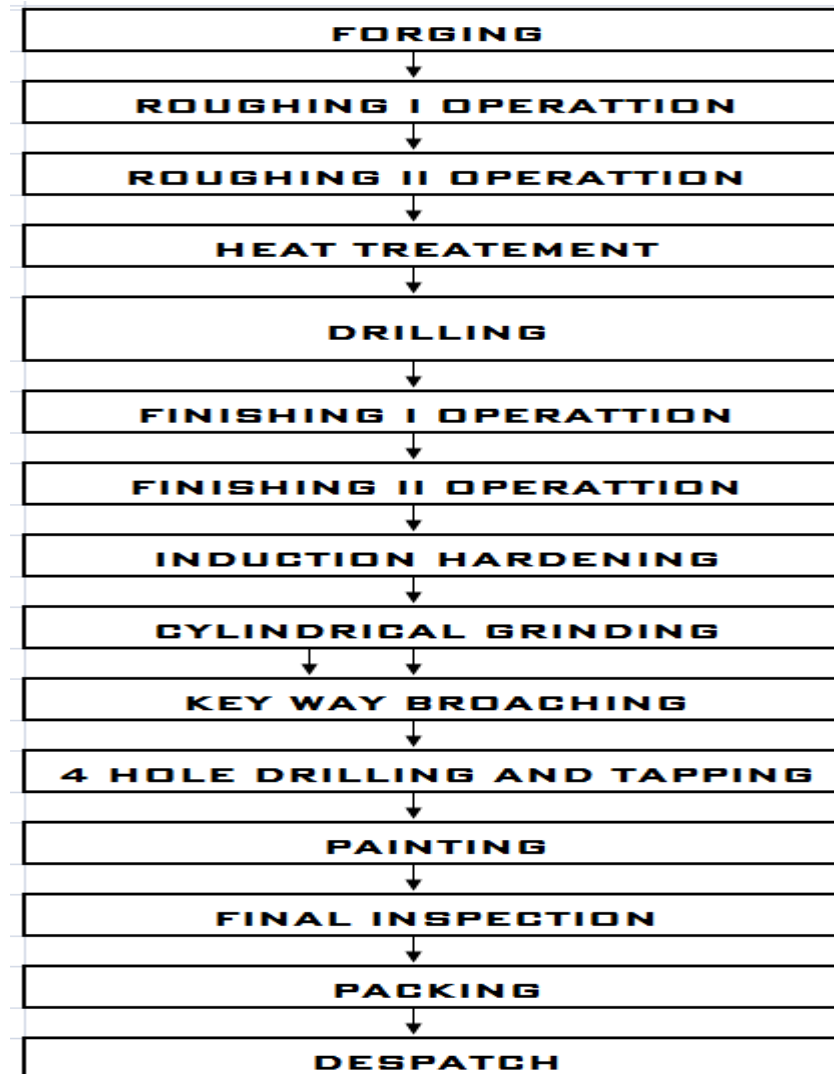 FORGING
ROUGHING I OPERATTION
ROUGHING II OPERATTION
HEAT TREATEMENT
DRILLING
FINISHING I OPERATTION
FINISHING II OPERATTION
INDUCTION HARDENING
CYLINDRICAL GRINDING
KEY WAY BROACHING
4 HOLE DRILLING AND TAPPING
PAINTING
FINAL INSPECTION
PACKING
DESPATCH